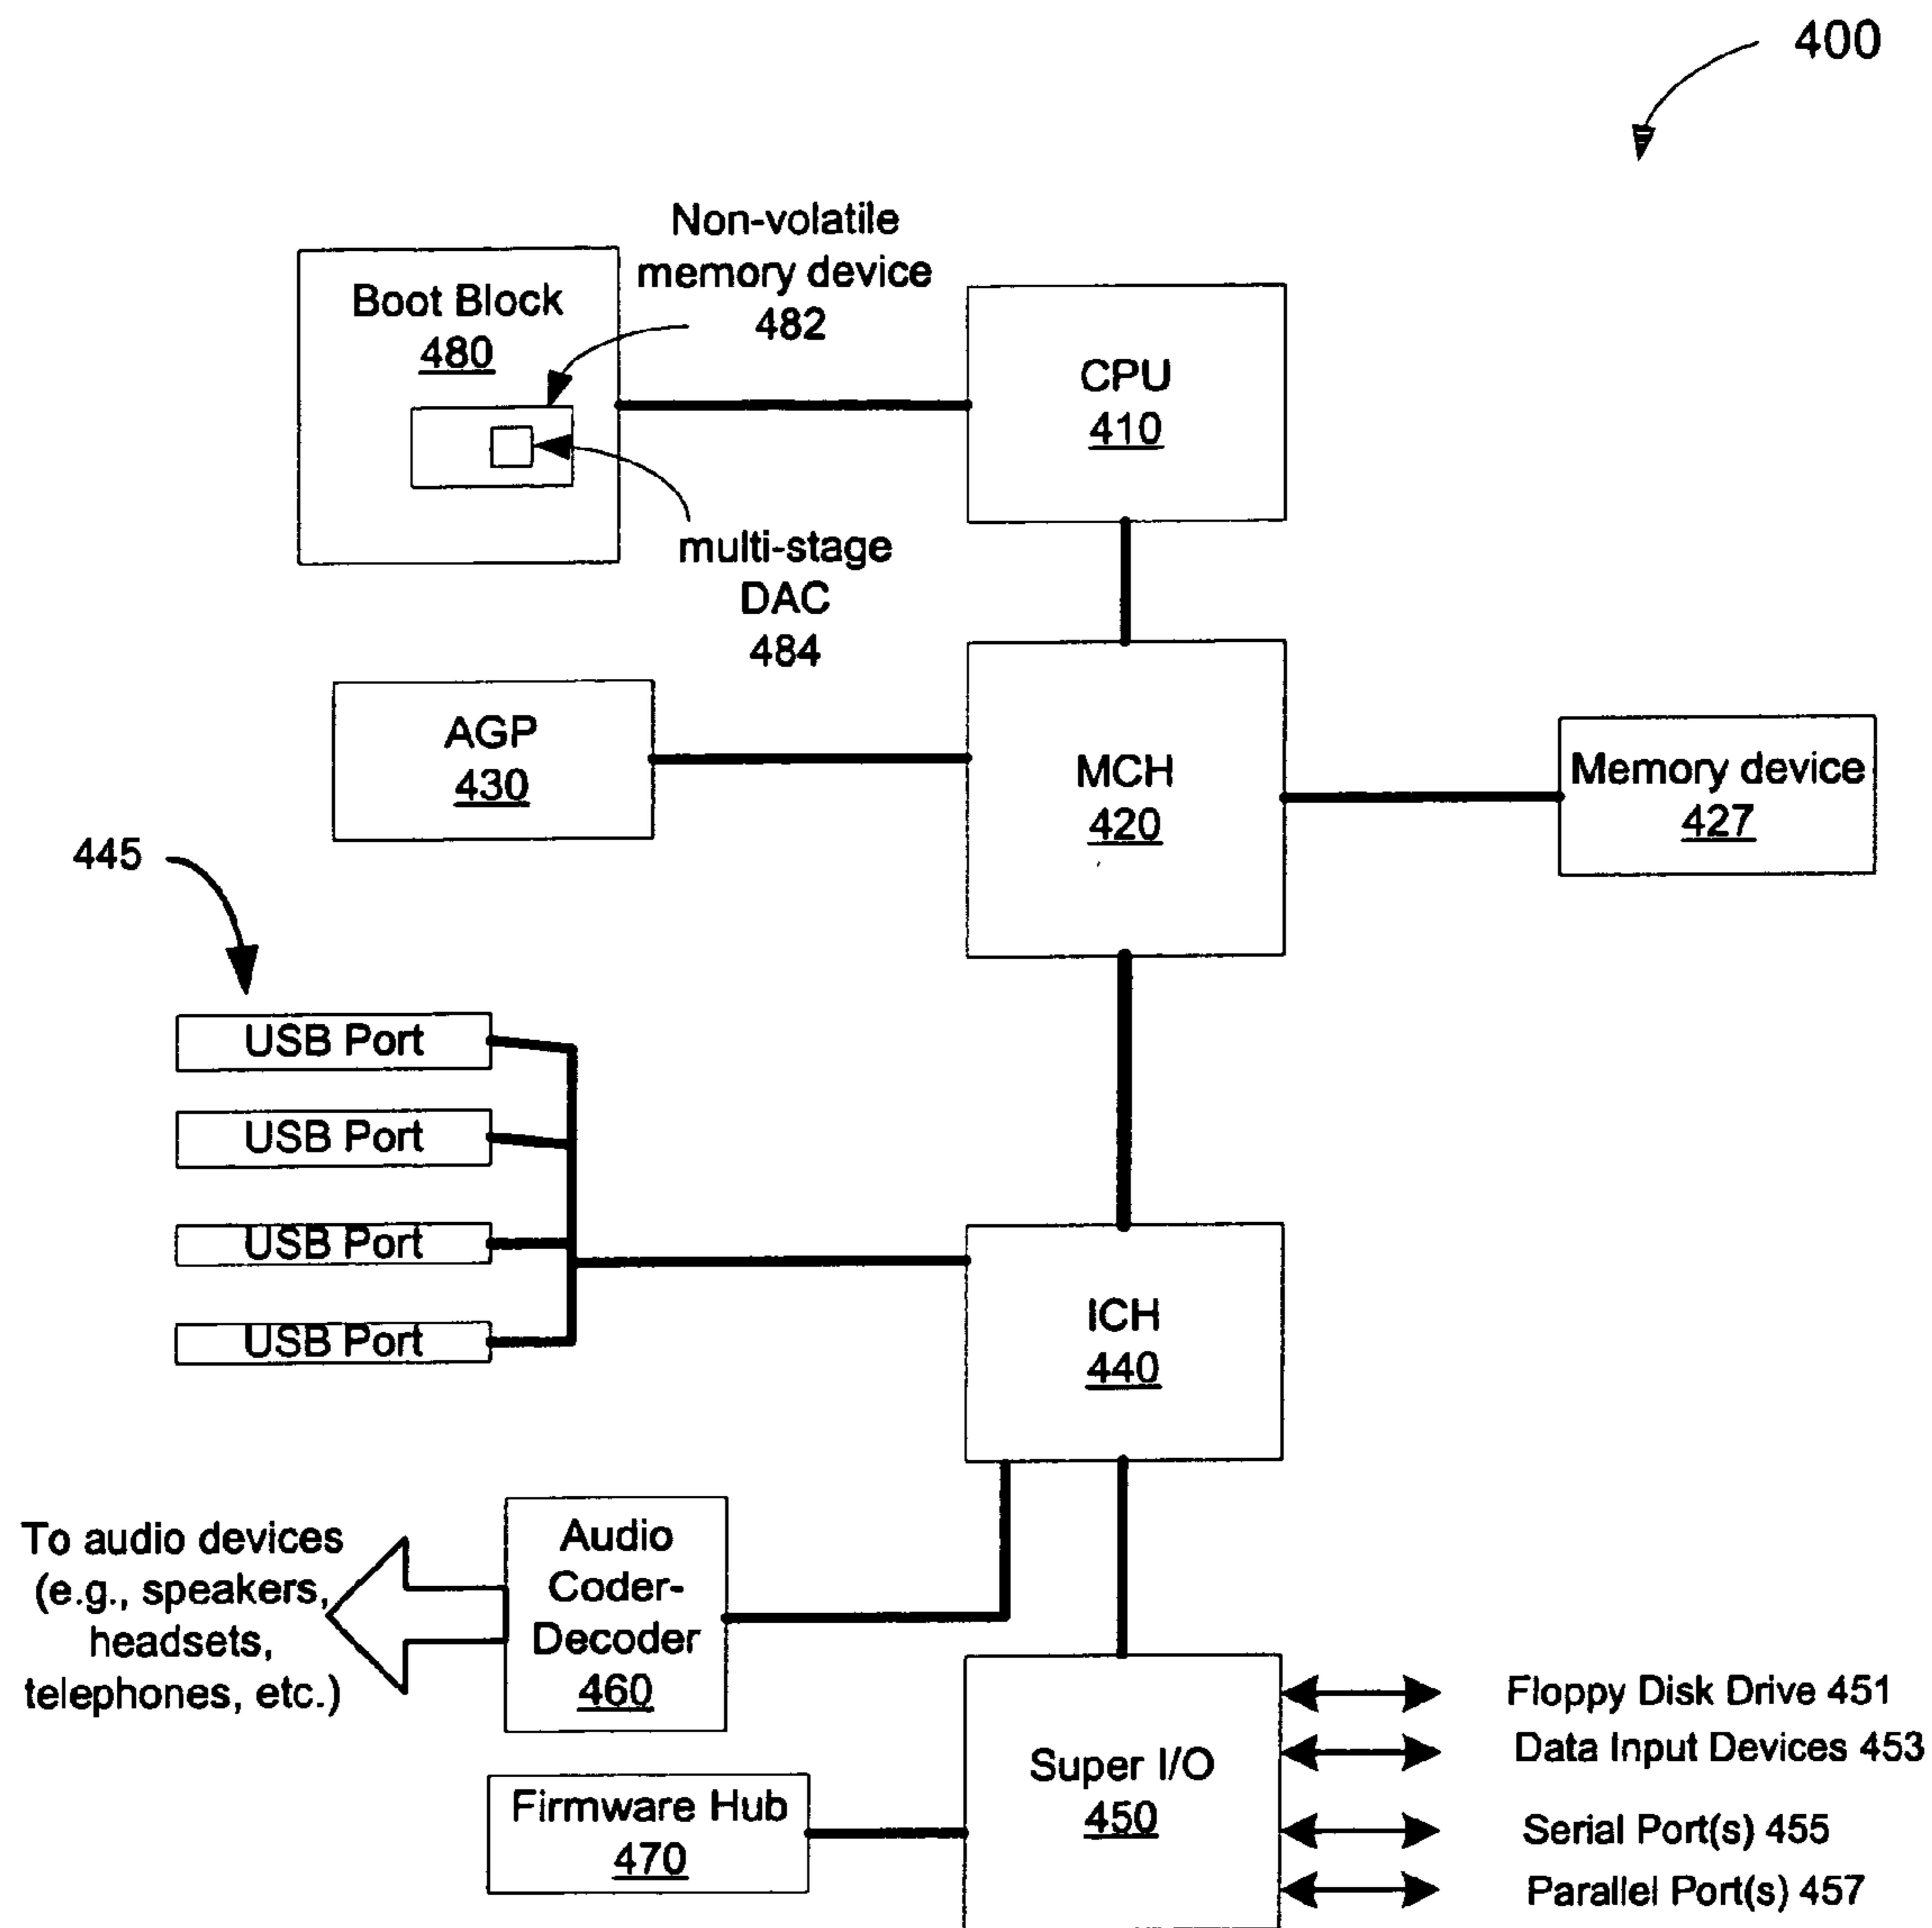 400
Non-volatile
memory device
482
Boot Block
480
CPU
410
multi-stage
DAC
484
AGP
430
MCH
420
Memory device
427
445
USB Port
USB Port
USB Port
USB Port
ICH
440
To audio devices
(e.g., speakers,
headsets,
telephones, etc.)
Audio
Coder-
Decoder
460
Super I/O
450
Firmware Hub
470
Floppy Disk Drive 451
Data Input Devices 453
Serial Port(s) 455
Parallel Port(s) 457